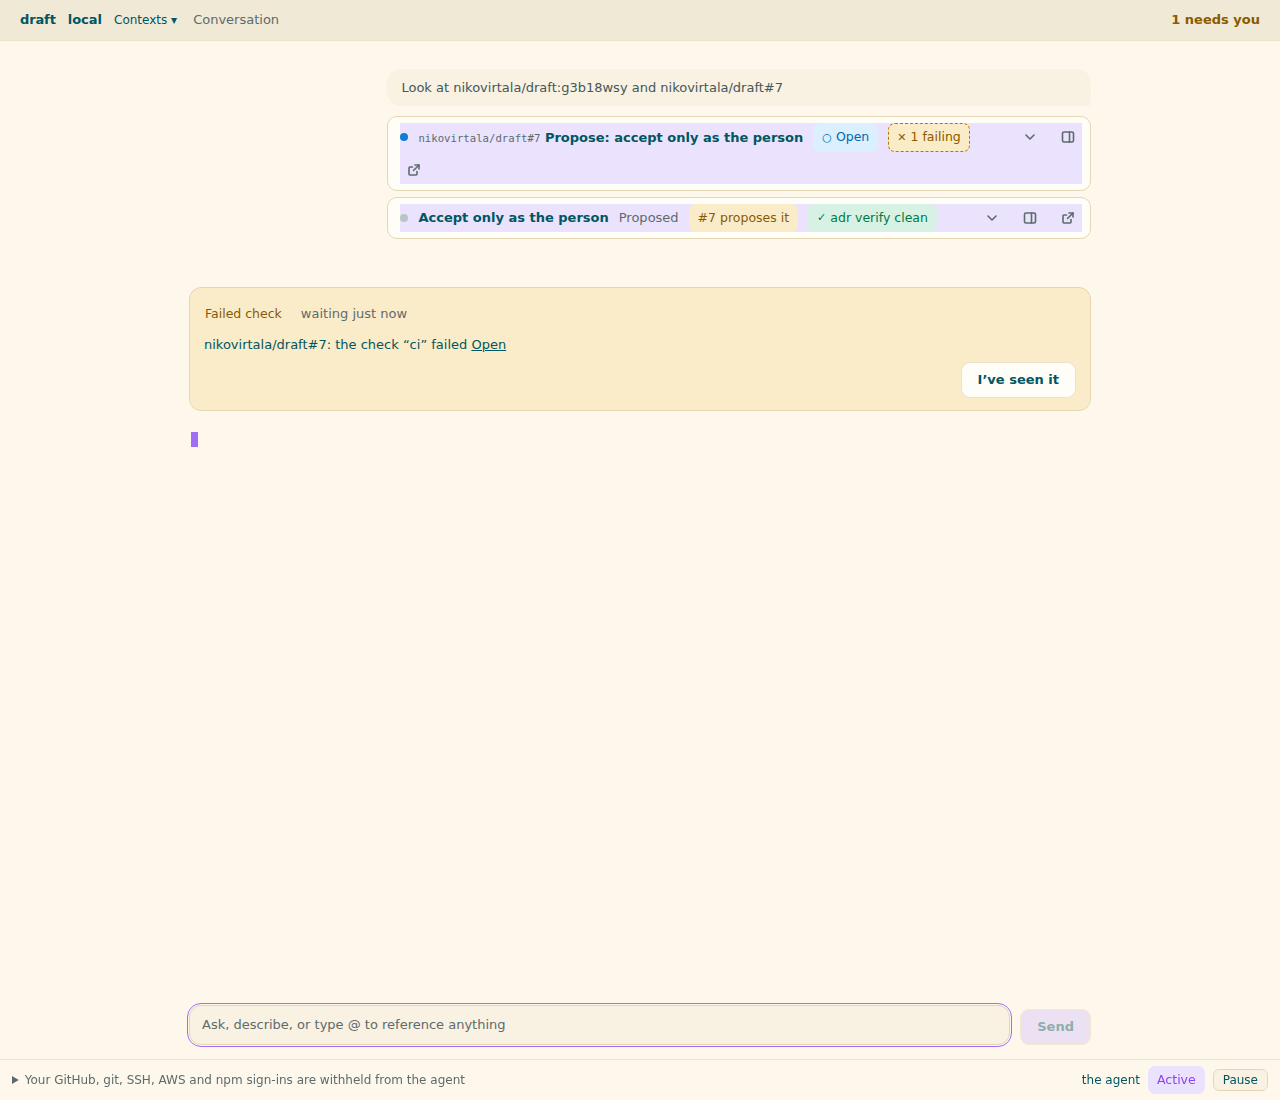 draft local Contexts ▾ Conversation 1 needs you
Look at nikovirtala/draft:g3b18wsy and nikovirtala/draft#7
nikovirtala/draft#7 Propose: accept only as the person ○ Open ✕ 1 failing
Accept only as the person Proposed #7 proposes it ✓ adr verify clean
Failed check waiting just now
nikovirtala/draft#7: the check “ci” failed Open
I’ve seen it
Ask, describe, or type @ to reference anything Send
▶ Your GitHub, git, SSH, AWS and npm sign-ins are withheld from the agent the agent Active Pause